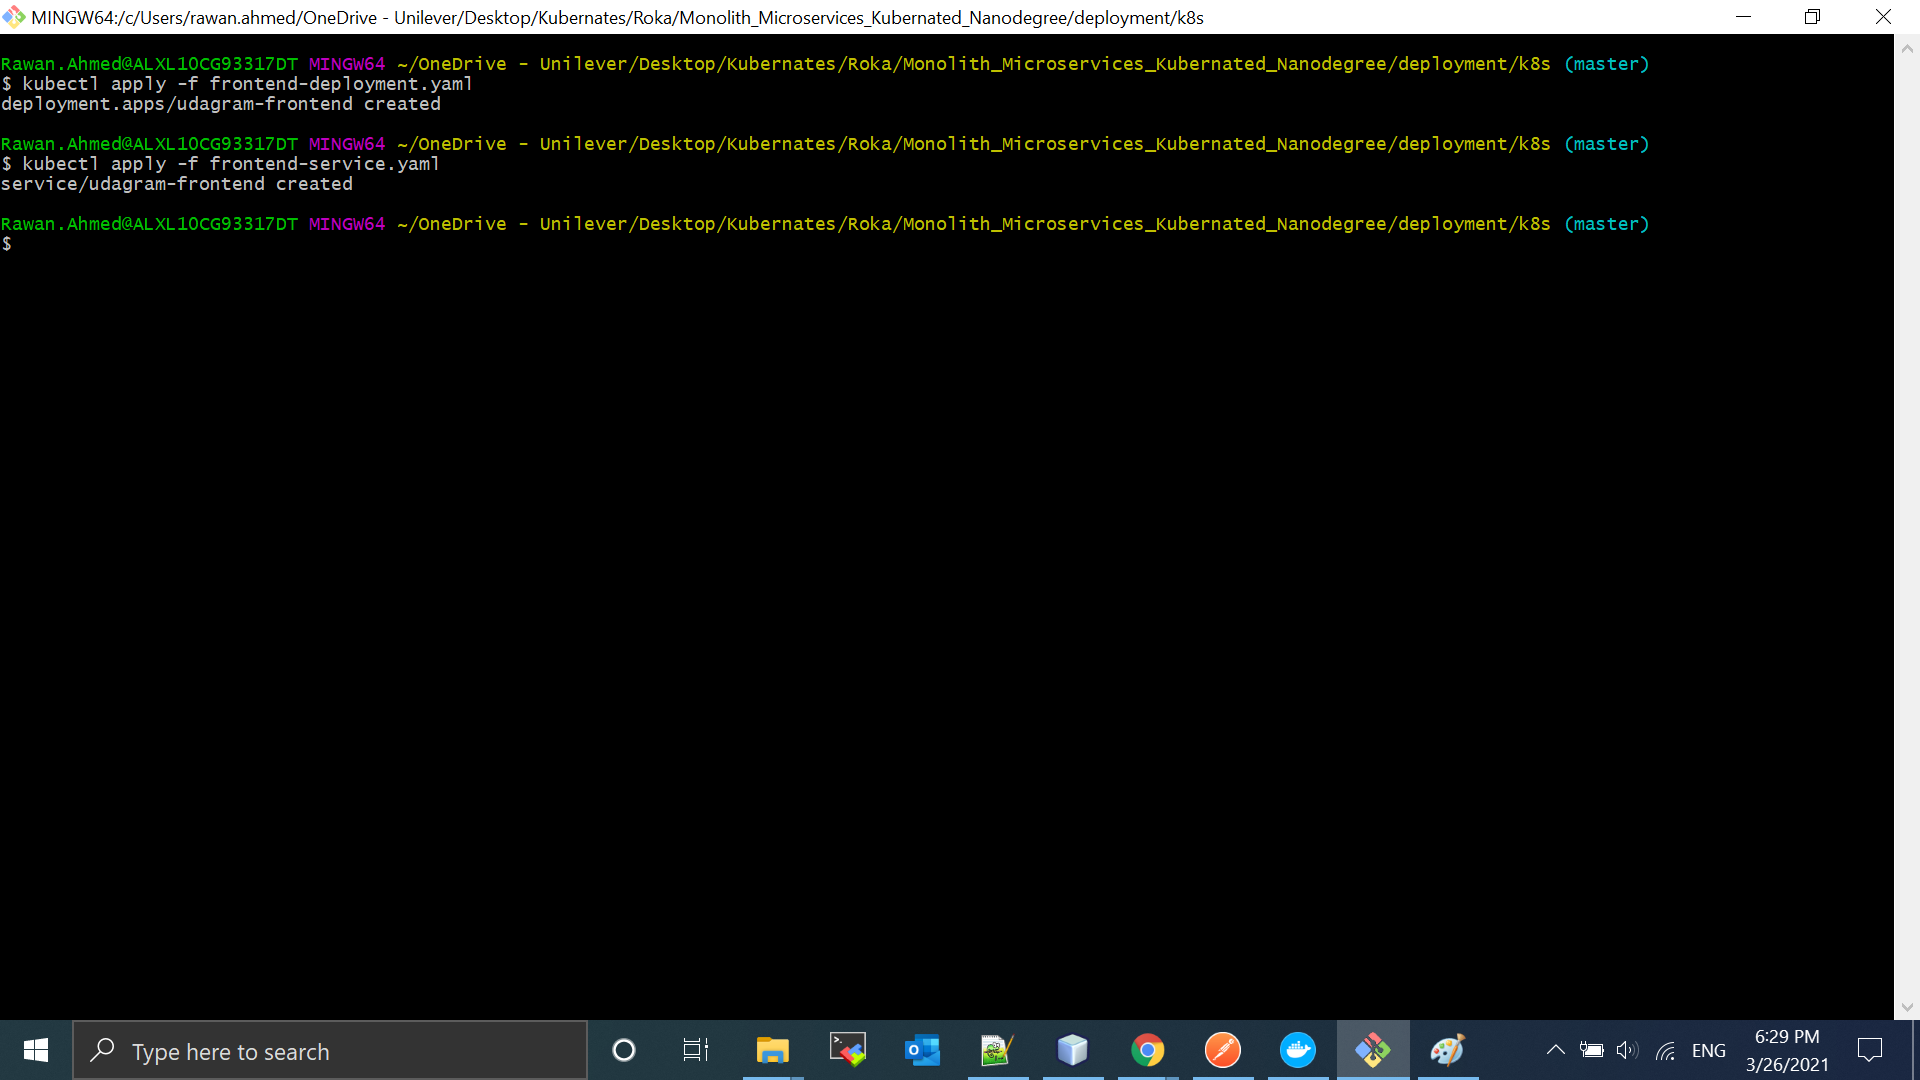 MINGW64:/c/Users/rawan.ahmed/OneDrive - Unilever/Desktop/Kubernates/Roka/Monolith_Microservices_Kubernated_Nanodegree/deployment/k8s
Rawan.Ahmed@ALXL10CG93317DT MINGW64 ~/OneDrive - Unilever/Desktop/Kubernates/Roka/Monolith_Microservices_Kubernated_Nanodegree/deployment/k8s (master)
$ kubectl apply -f frontend-deployment.yaml
deployment.apps/udagram-frontend created
Rawan.Ahmed@ALXL10CG93317DT MINGW64 ~/OneDrive - Unilever/Desktop/Kubernates/Roka/Monolith_Microservices_Kubernated_Nanodegree/deployment/k8s (master)
$ kubectl apply -f frontend-service.yaml
service/udagram-frontend created
Rawan.Ahmed@ALXL10CG93317DT MINGW64 ~/OneDrive - Unilever/Desktop/Kubernates/Roka/Monolith_Microservices_Kubernated_Nanodegree/deployment/k8s (master)
$
Type here to search
ENG
6:29 PM
3/26/2021